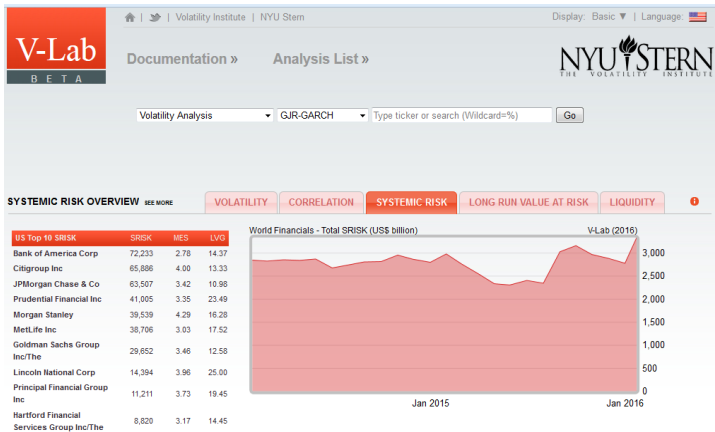 Volatility Institute | NYU Stern
Display: Basic ▼ | Language:
V-Lab
BETA
Documentation »
Analysis List »
NYU STERN
THE VOLATILITY INSTITUTE
Volatility Analysis
GJR-GARCH
Type ticker or search (Wildcard=%)
Go
SYSTEMIC RISK OVERVIEW SEE MORE
VOLATILITY
CORRELATION
SYSTEMIC RISK
LONG RUN VALUE AT RISK
LIQUIDITY
US Top 10 SRISK SRISK MES LVG
Bank of America Corp 72,233 2.78 14.37
Citigroup Inc 65,886 4.00 13.33
JPMorgan Chase & Co 63,507 3.42 10.98
Prudential Financial Inc 41,005 3.35 23.49
Morgan Stanley 39,539 4.29 16.28
MetLife Inc 38,706 3.03 17.52
Goldman Sachs Group
Inc/The 29,652 3.46 12.58
Lincoln National Corp 14,394 3.96 25.00
Principal Financial Group
Inc 11,211 3.73 19.45
Hartford Financial
Services Group Inc/The 8,820 3.17 14.45
World Financials - Total SRISK (US$ billion)
V-Lab (2016)
3,000
2,500
2,000
1,500
1,000
500
0
Jan 2015
Jan 2016